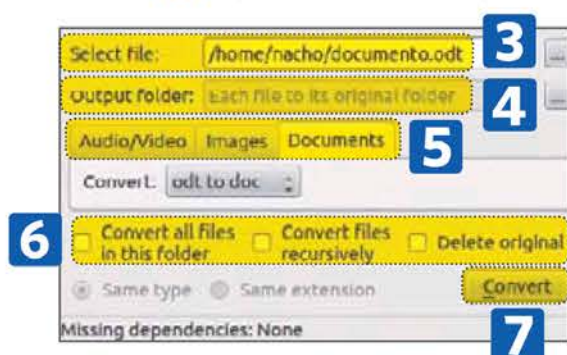 3
Select file: /home/nacho/documento.odt ...
Output folder: Each file to its original folder ...
4
Audio/Video Images Documents
5
Convert: odt to doc
6
Convert all files in this folder
Convert files recursively
Delete original
Same type Same extension
Convert
7
Missing dependencies: None